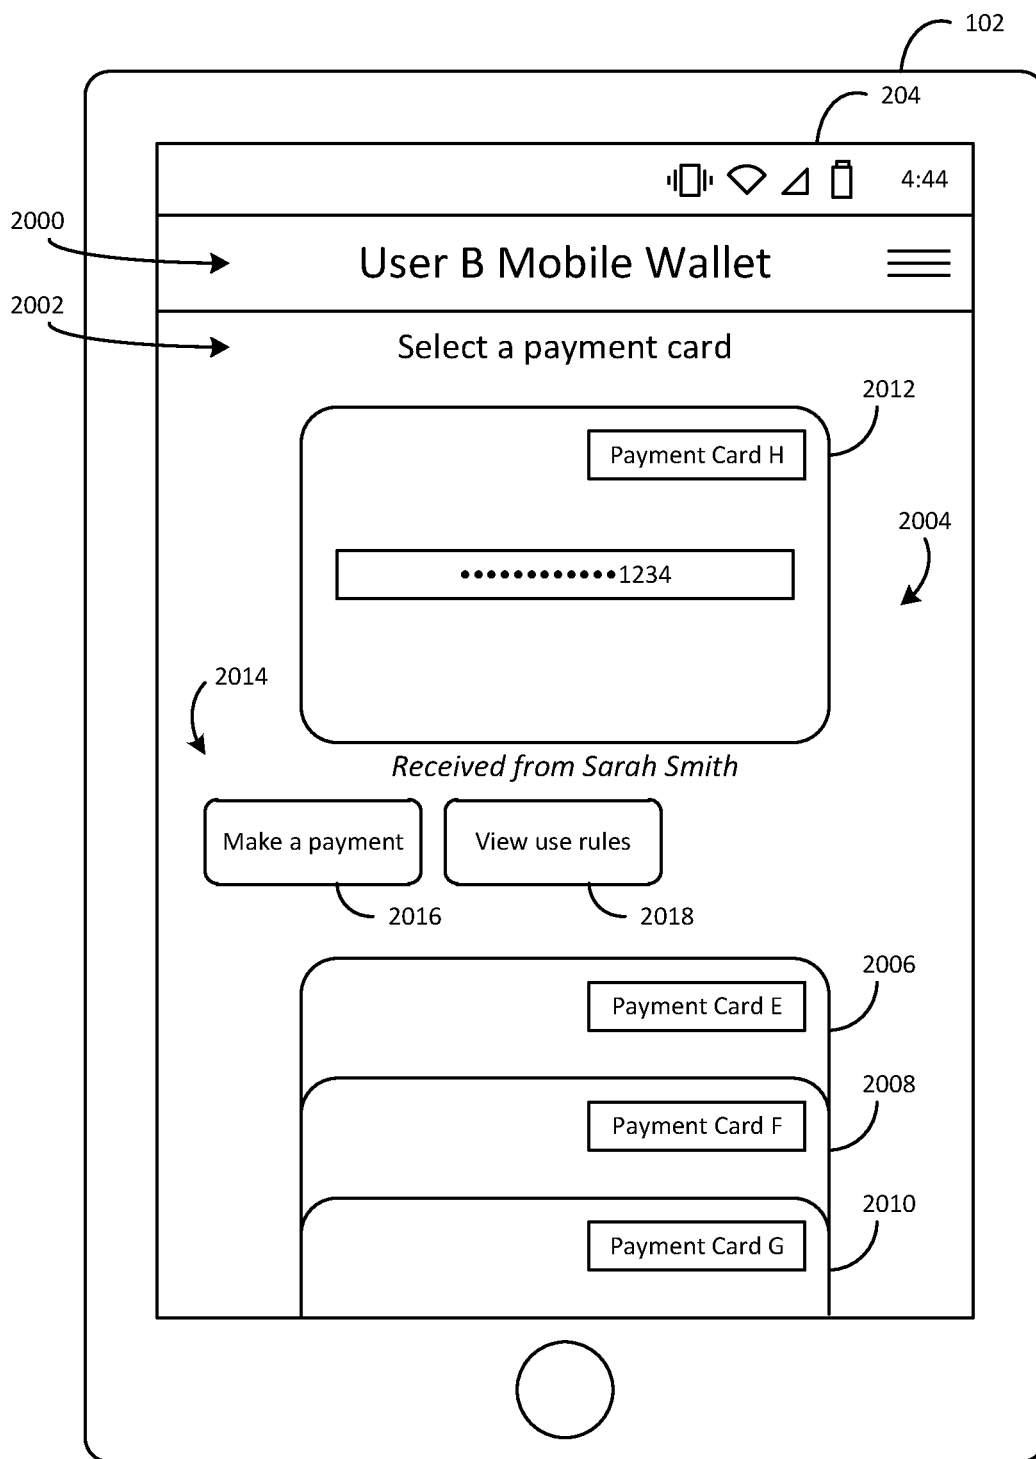 102
204
4:44
2000
User B Mobile Wallet
2002
Select a payment card
2012
Payment Card H
2004
••••••••••••1234
2014
Received from Sarah Smith
Make a payment
View use rules
2016
2018
2006
Payment Card E
2008
Payment Card F
2010
Payment Card G